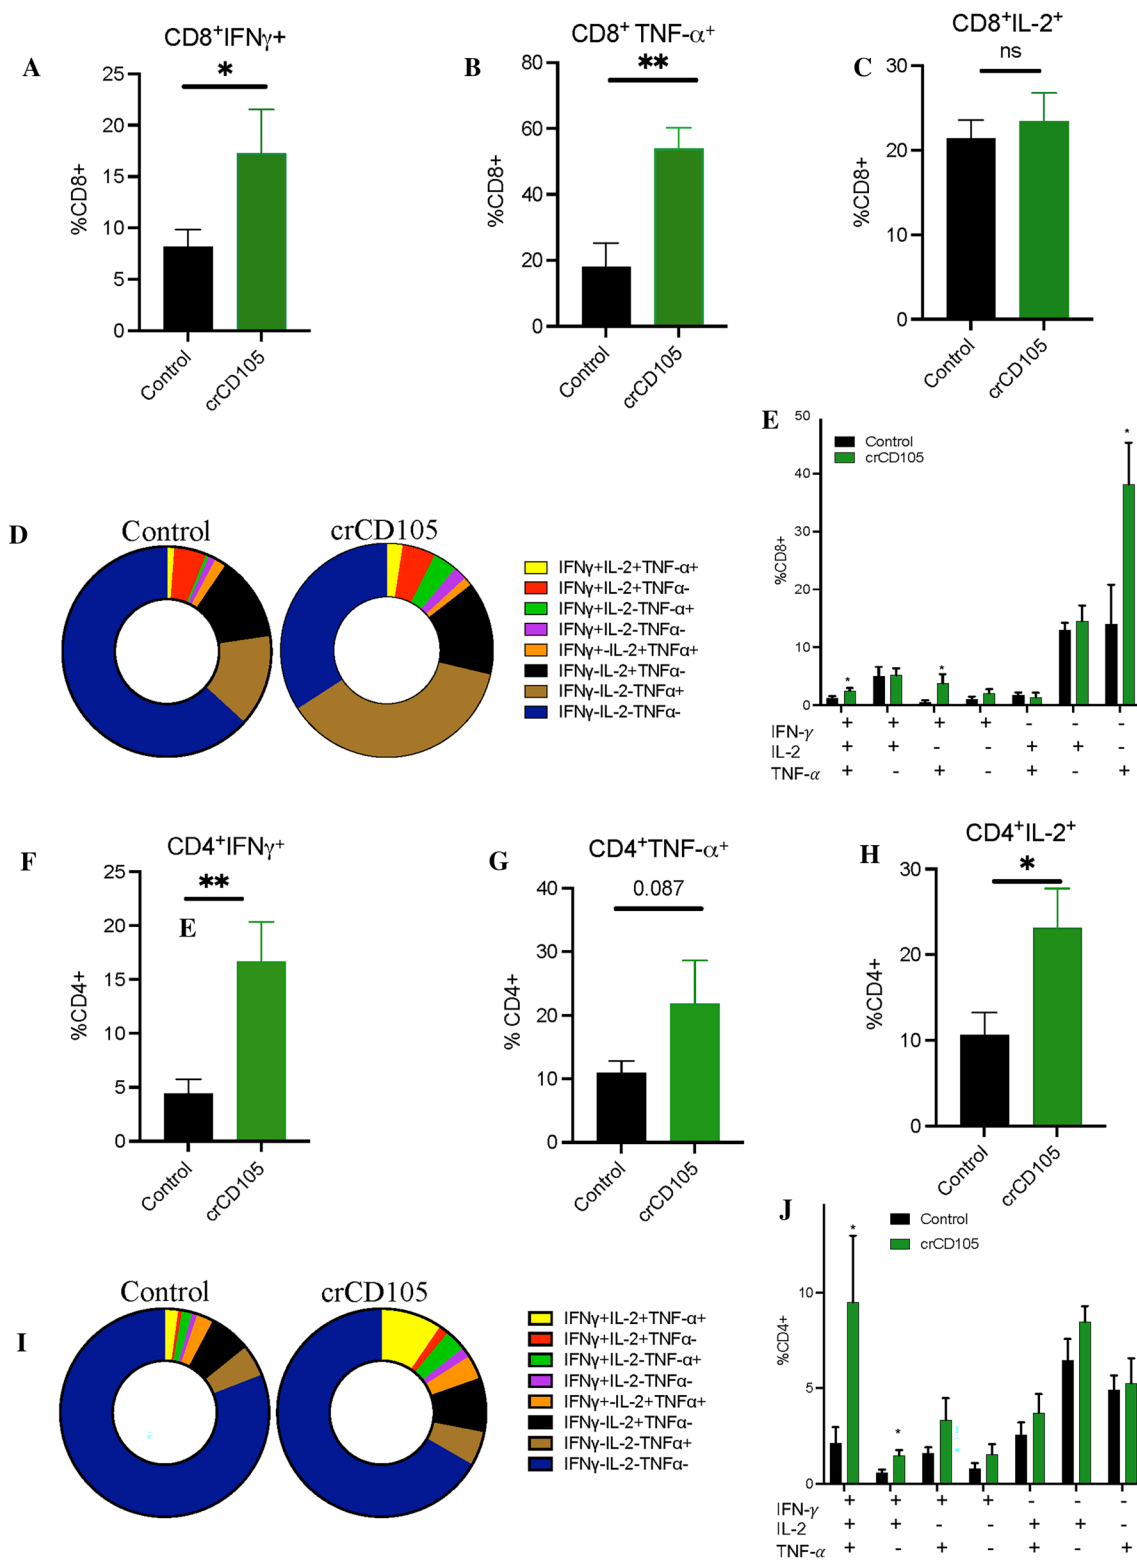 A
CD8⁺IFNγ+
*
25
20
15
10
5
0
%CD8+
Control
crCD105
B
CD8⁺ TNF-α⁺
**
80
60
40
20
0
%CD8+
Control
crCD105
C
CD8⁺IL-2⁺
ns
30
20
10
0
%CD8+
Control
crCD105
D
Control
crCD105
IFNγ+IL-2+TNF-α+
IFNγ+IL-2+TNFα-
IFNγ+IL-2-TNF-α+
IFNγ+IL-2-TNFα-
IFNγ+-IL-2+TNFα+
IFNγ-IL-2+TNFα-
IFNγ-IL-2-TNFα+
IFNγ-IL-2-TNFα-
E
Control
crCD105
50
40
30
20
10
0
%CD8+
* * *
IFN-γ + + + + - - -
IL-2 + + - - + + -
TNF-α + - + - + - +
F
CD4⁺IFNγ⁺
**
E
25
20
15
10
5
0
%CD4+
Control
crCD105
G
CD4⁺TNF-α⁺
0.087
40
30
20
10
0
% CD4+
Control
crCD105
H
CD4⁺IL-2⁺
*
30
20
10
0
%CD4+
Control
crCD105
I
Control
crCD105
IFNγ+IL-2+TNF-α+
IFNγ+IL-2+TNFα-
IFNγ+IL-2-TNF-α+
IFNγ+IL-2-TNFα-
IFNγ+-IL-2+TNFα+
IFNγ-IL-2+TNFα-
IFNγ-IL-2-TNFα+
IFNγ-IL-2-TNFα-
J
Control
crCD105
10
5
0
%CD4+
* *
IFN-γ + + + + - - -
IL-2 + + - - + + -
TNF-α + - + - + - +